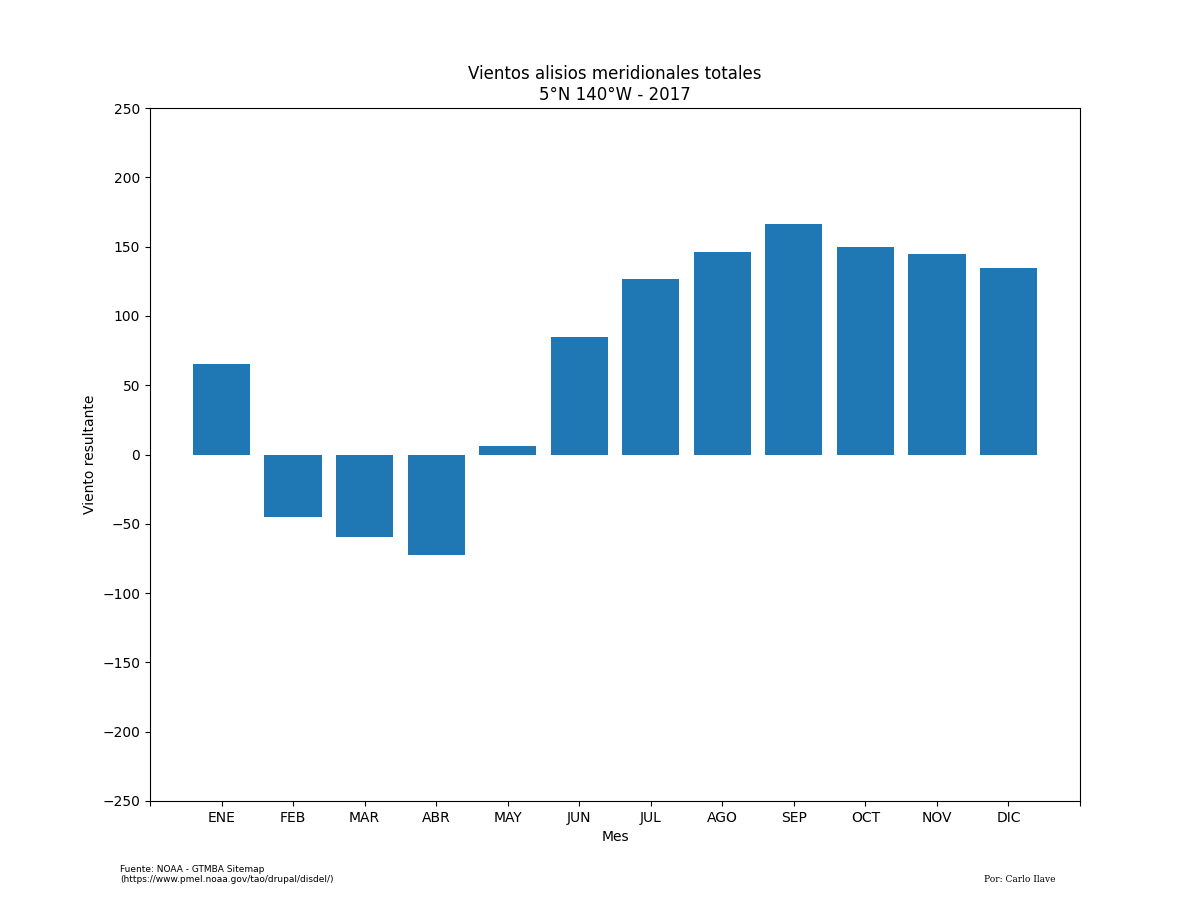 Vientos alisios meridionales totales
5°N 140°W - 2017
250
200
150
100
50
0
−50
−100
−150
−200
−250
Viento resultante
ENE FEB MAR ABR MAY JUN JUL AGO SEP OCT NOV DIC
Mes
Fuente: NOAA - GTMBA Sitemap
(https://www.pmel.noaa.gov/tao/drupal/disdel/)
Por: Carlo Ilave